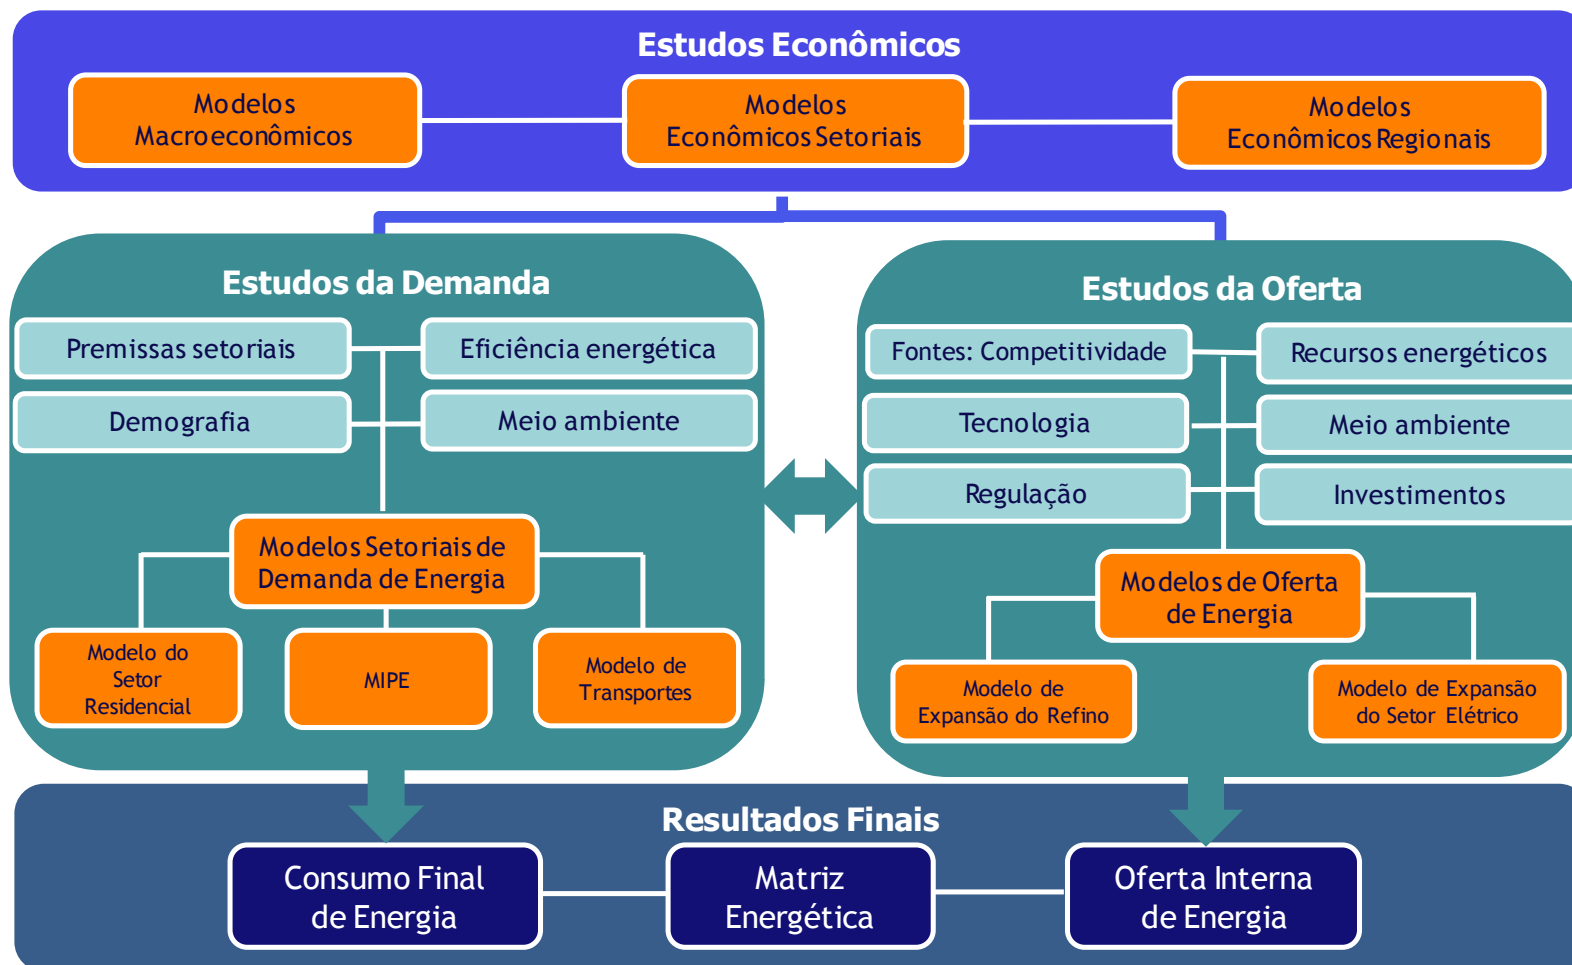 Estudos Econômicos
Modelos
Macroeconômicos
Modelos
Econômicos Setoriais
Modelos
Econômicos Regionais
Estudos da Demanda
Premissas setoriais
Eficiência energética
Demografia
Meio ambiente
Modelos Setoriais de
Demanda de Energia
Modelo do
Setor
Residencial
MIPE
Modelo de
Transportes
Estudos da Oferta
Fontes: Competitividade
Recursos energéticos
Tecnologia
Meio ambiente
Regulação
Investimentos
Modelos de Oferta
de Energia
Modelo de
Expansão do Refino
Modelo de Expansão
do Setor Elétrico
Resultados Finais
Consumo Final
de Energia
Matriz
Energética
Oferta Interna
de Energia